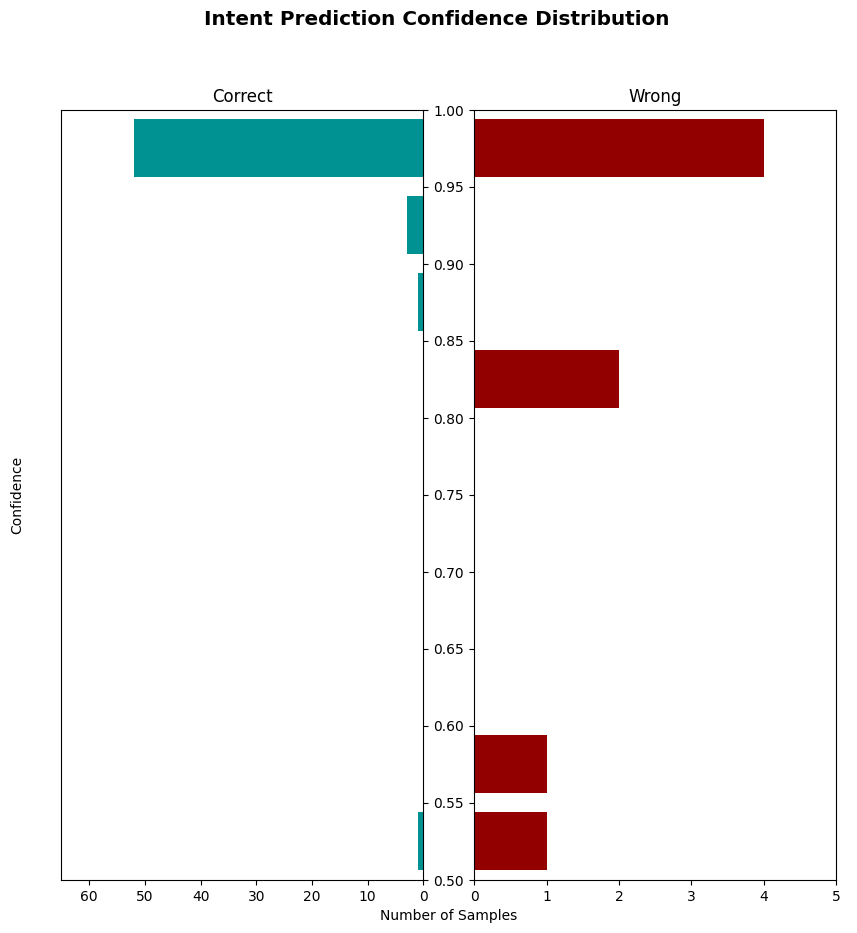 Intent Prediction Confidence Distribution
Correct
Wrong
1.00
0.95
0.90
0.85
0.80
0.75
0.70
0.65
0.60
0.55
0.50
Confidence
60 50 40 30 20 10 0
0 1 2 3 4 5
Number of Samples